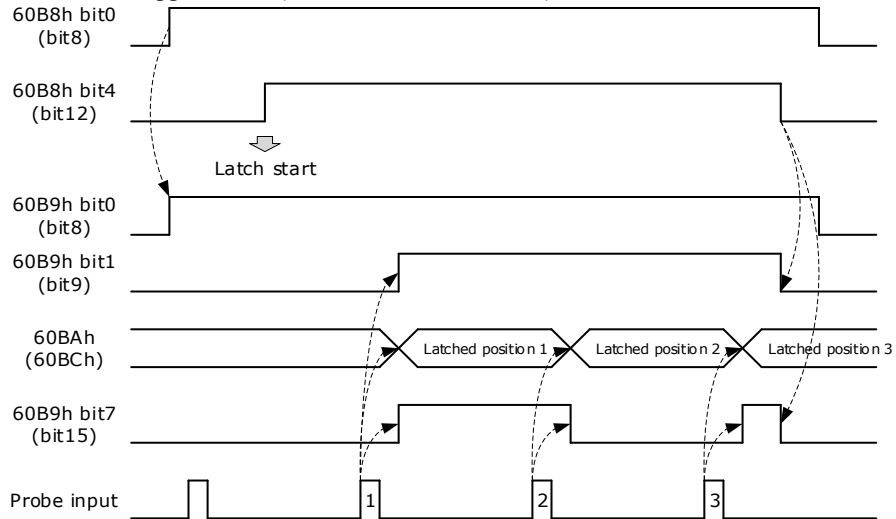 60B8h bit0
(bit8)
60B8h bit4
(bit12)
Latch start
60B9h bit0
(bit8)
60B9h bit1
(bit9)
60BAh
(60BCh)
Latched position 1
Latched position 2
Latched position 3
60B9h bit7
(bit15)
Probe input
1
2
3